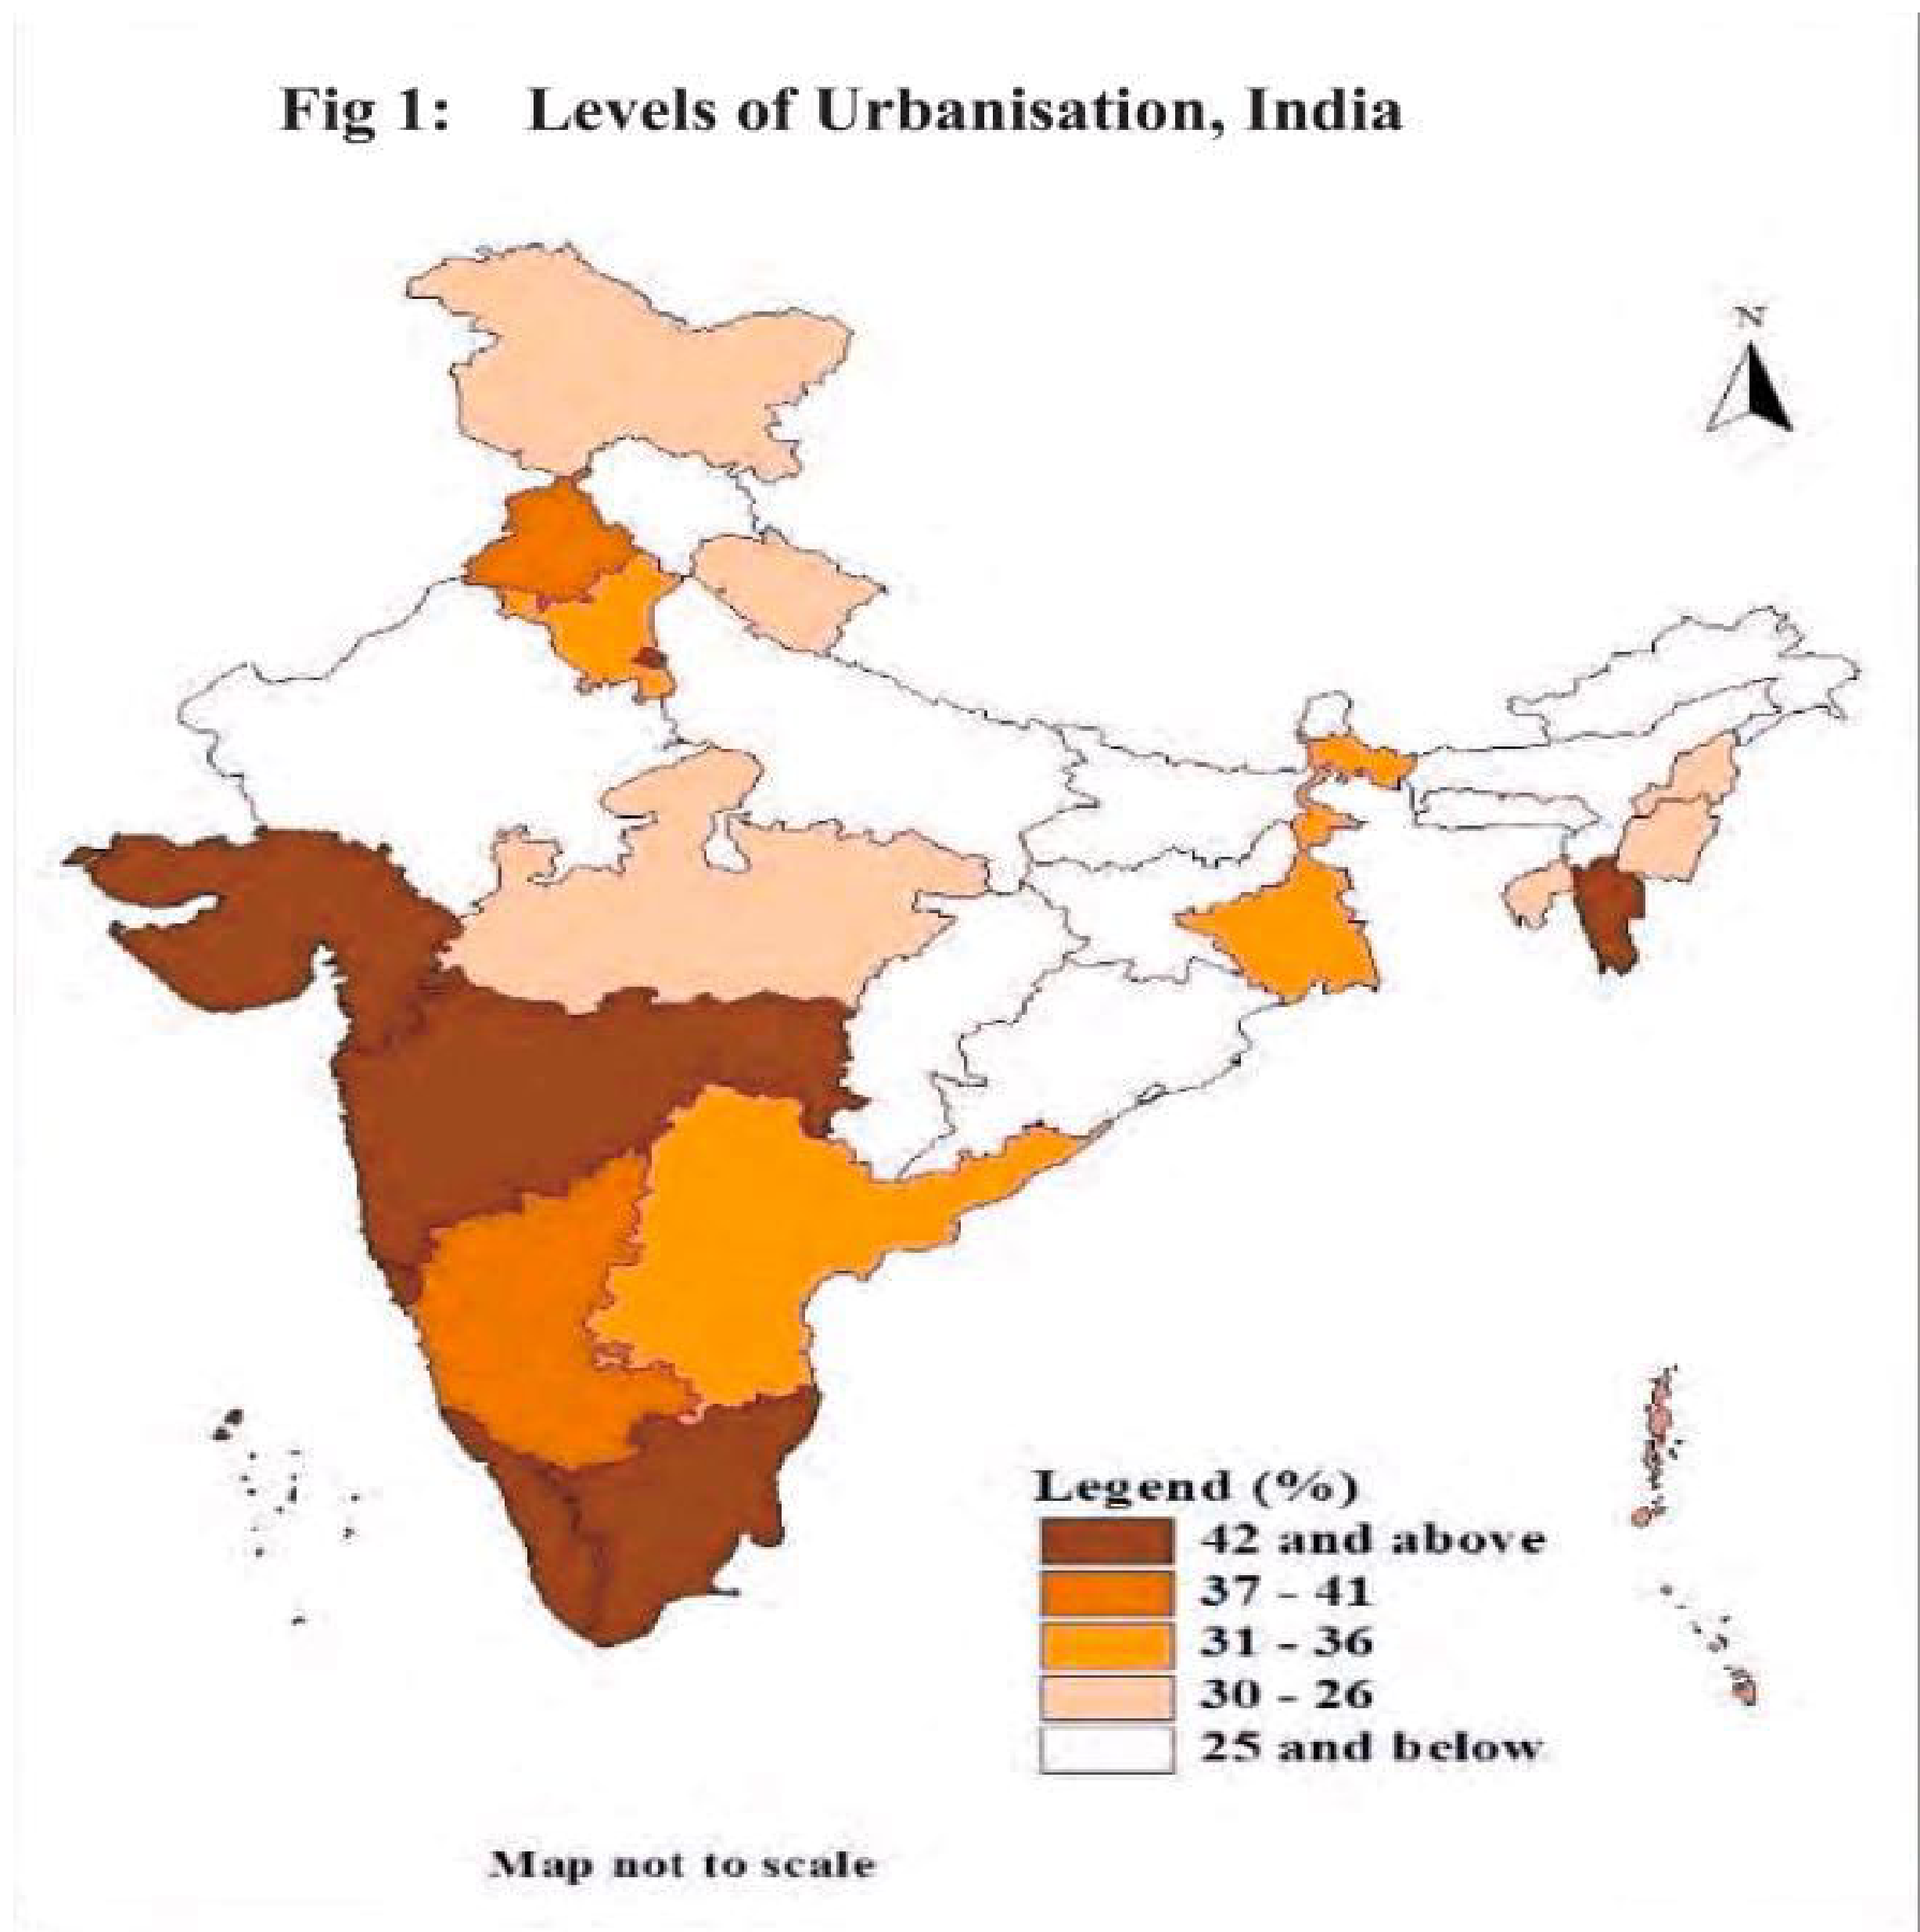 Fig 1: Levels of Urbanisation, India
N
Legend (%)
42 and above
37 - 41
31 - 36
30 - 26
25 and below
Map not to scale